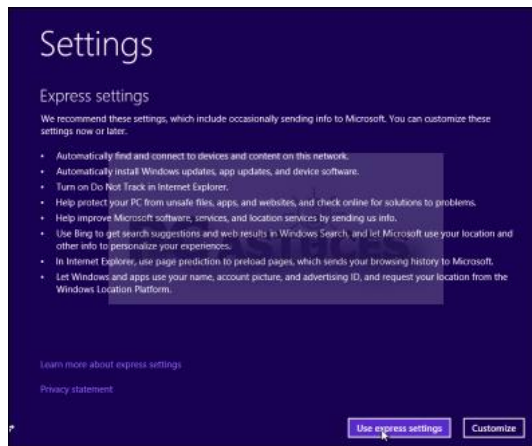 Settings
Express settings
We recommend these settings, which include occasionally sending info to Microsoft. You can customize these
settings now or later.
• Automatically find and connect to devices and content on this network.
• Automatically install Windows updates, app updates, and device software.
• Turn on Do Not Track in Internet Explorer.
• Help protect your PC from unsafe files, apps, and websites, and check online for solutions to problems.
• Help improve Microsoft software, services, and location services by sending us info.
• Use Bing to get search suggestions and web results in Windows Search, and let Microsoft use your location and
other info to personalize your experiences.
• In Internet Explorer, use page prediction to preload pages, which sends your browsing history to Microsoft.
• Let Windows and apps use your name, account picture, and advertising ID, and request your location from the
Windows Location Platform.
Learn more about express settings
Privacy statement
Use express settings
Customize